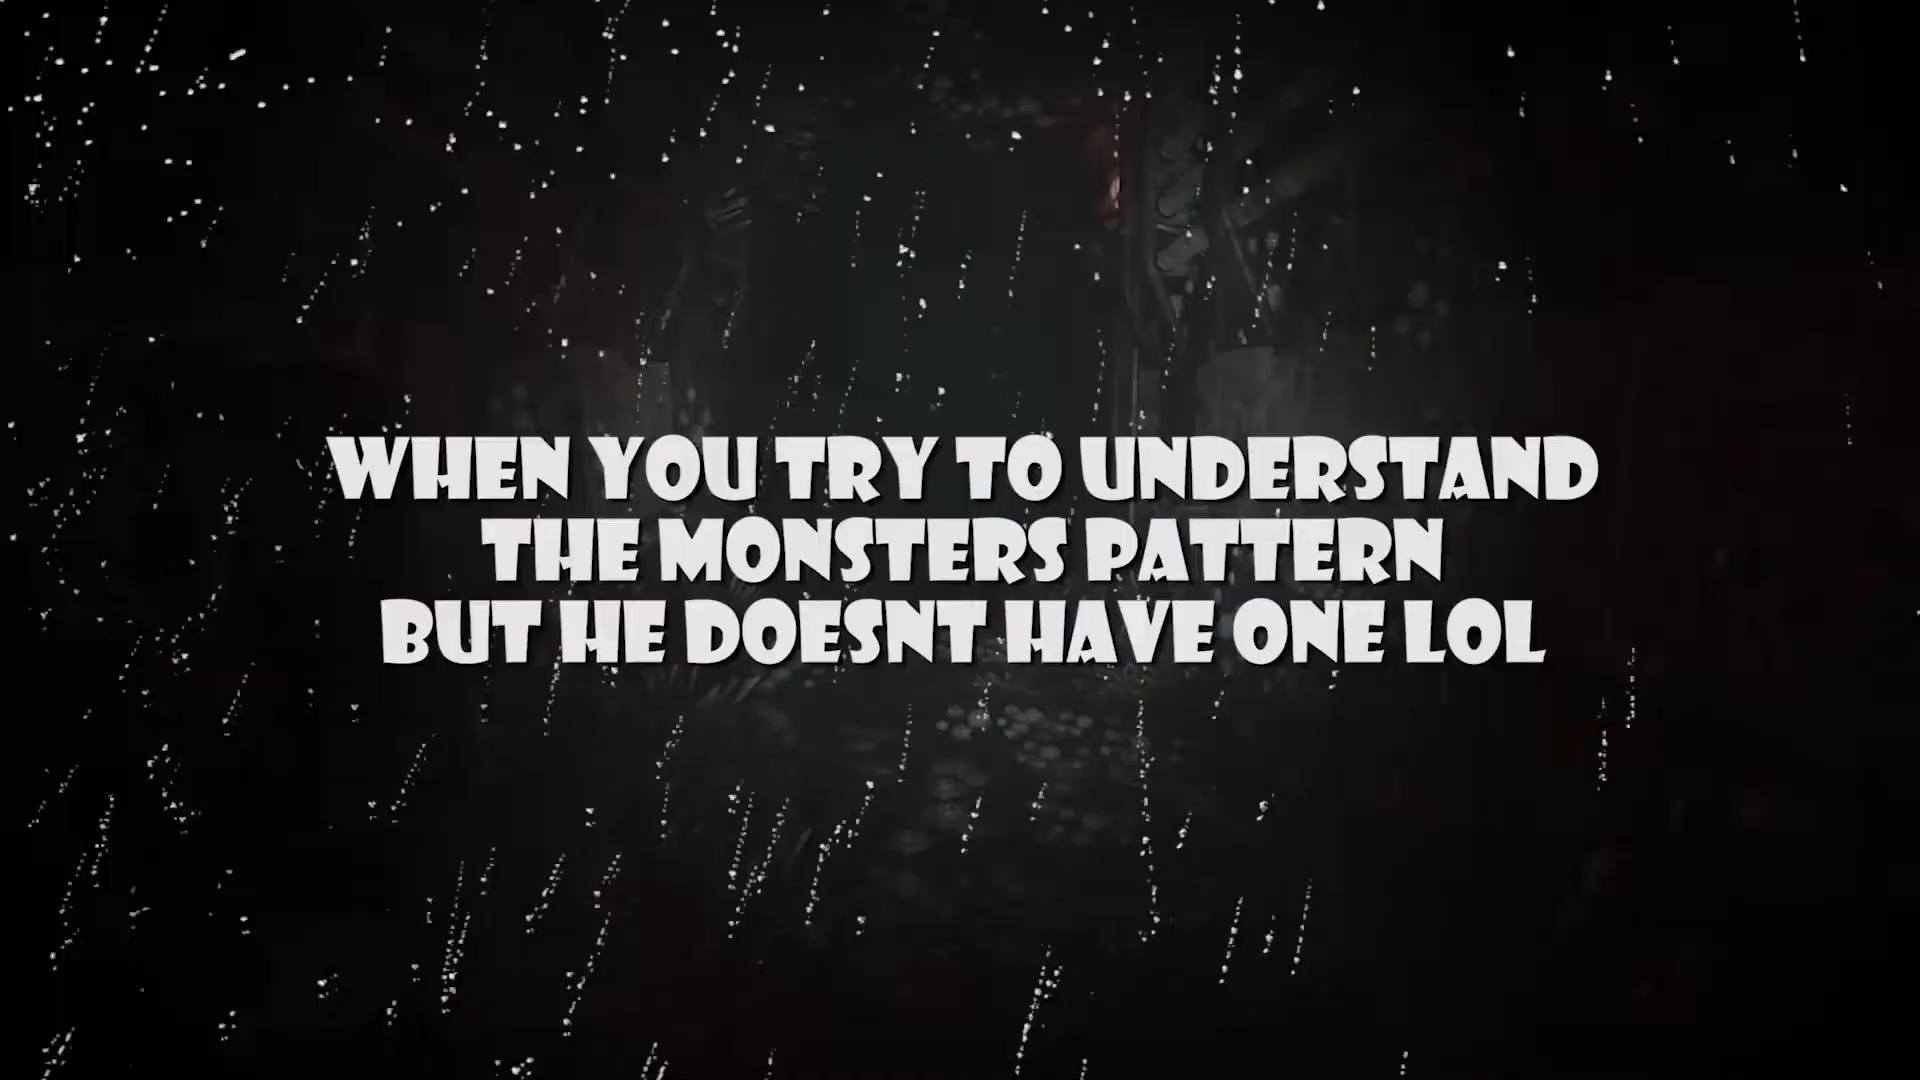 WHEN YOU TRY TO UNDERSTAND
THE MONSTERS PATTERN
BUT HE DOESNT HAVE ONE LOL